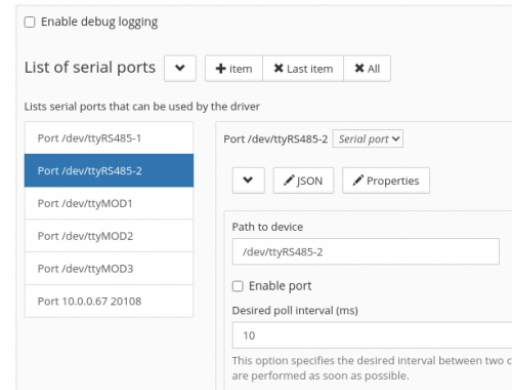 Enable debug logging
List of serial ports
+ item
✖ Last item
✖ All
Lists serial ports that can be used by the driver
Port /dev/ttyRS485-1
Port /dev/ttyRS485-2
Port /dev/ttyMOD1
Port /dev/ttyMOD2
Port /dev/ttyMOD3
Port 10.0.0.67 20108
Port /dev/ttyRS485-2 Serial port
JSON
Properties
Path to device
/dev/ttyRS485-2
Enable port
Desired poll interval (ms)
10
This option specifies the desired interval between two c
are performed as soon as possible.